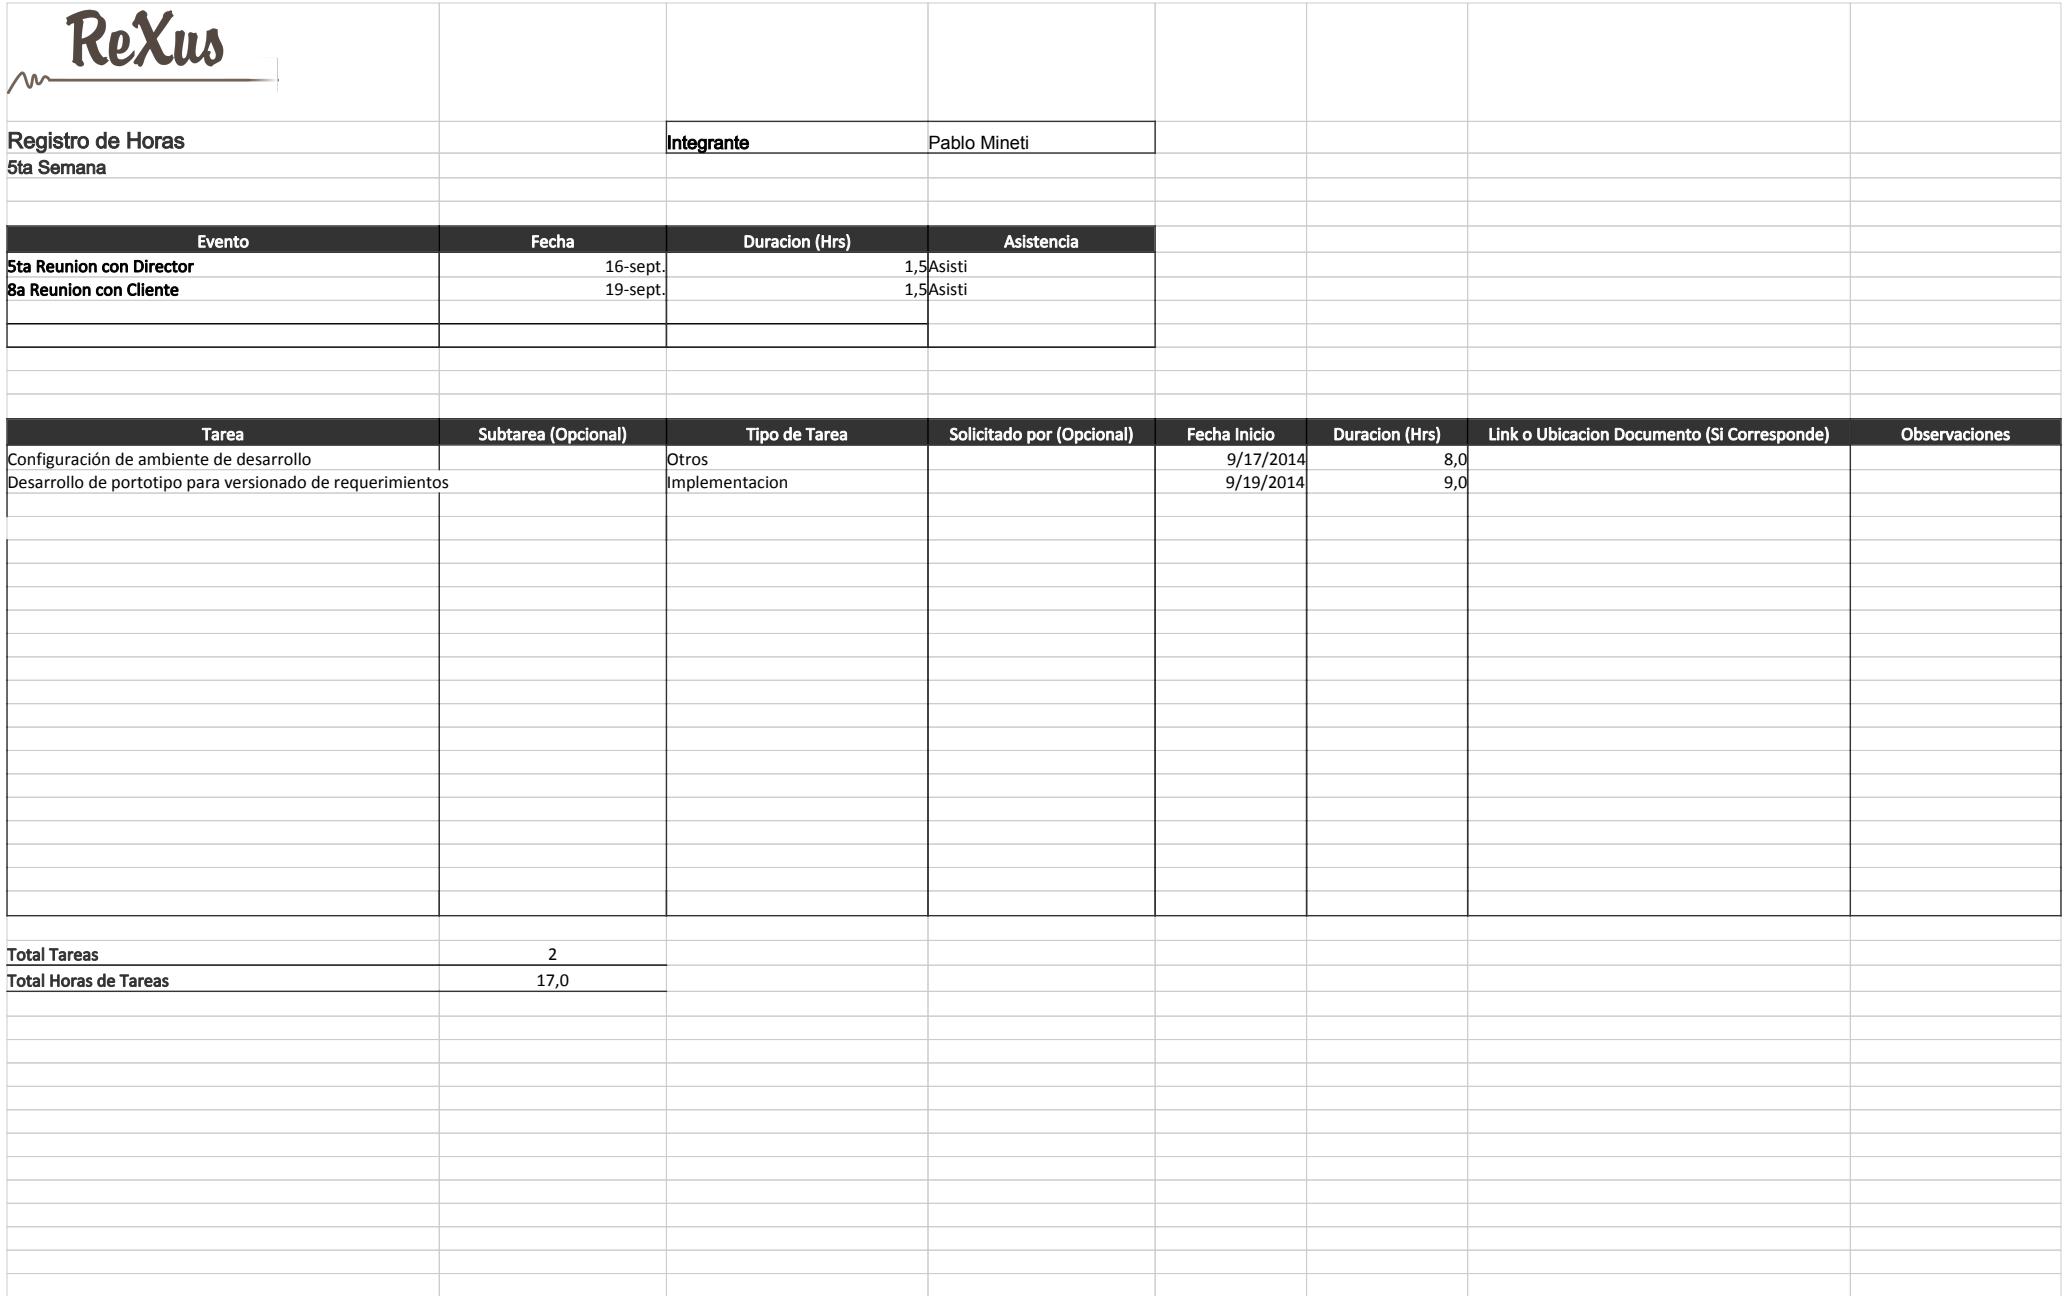 ReXus
Registro de Horas Integrante Pablo Mineti
5ta Semana
Evento Fecha Duracion (Hrs) Asistencia
5ta Reunion con Director 16-sept. 1,5 Asisti
8a Reunion con Cliente 19-sept. 1,5 Asisti
Tarea Subtarea (Opcional) Tipo de Tarea Solicitado por (Opcional) Fecha Inicio Duracion (Hrs) Link o Ubicacion Documento (Si Corresponde) Observaciones
Configuración de ambiente de desarrollo Otros 9/17/2014 8,0
Desarrollo de portotipo para versionado de requerimientos Implementacion 9/19/2014 9,0
Total Tareas 2
Total Horas de Tareas 17,0